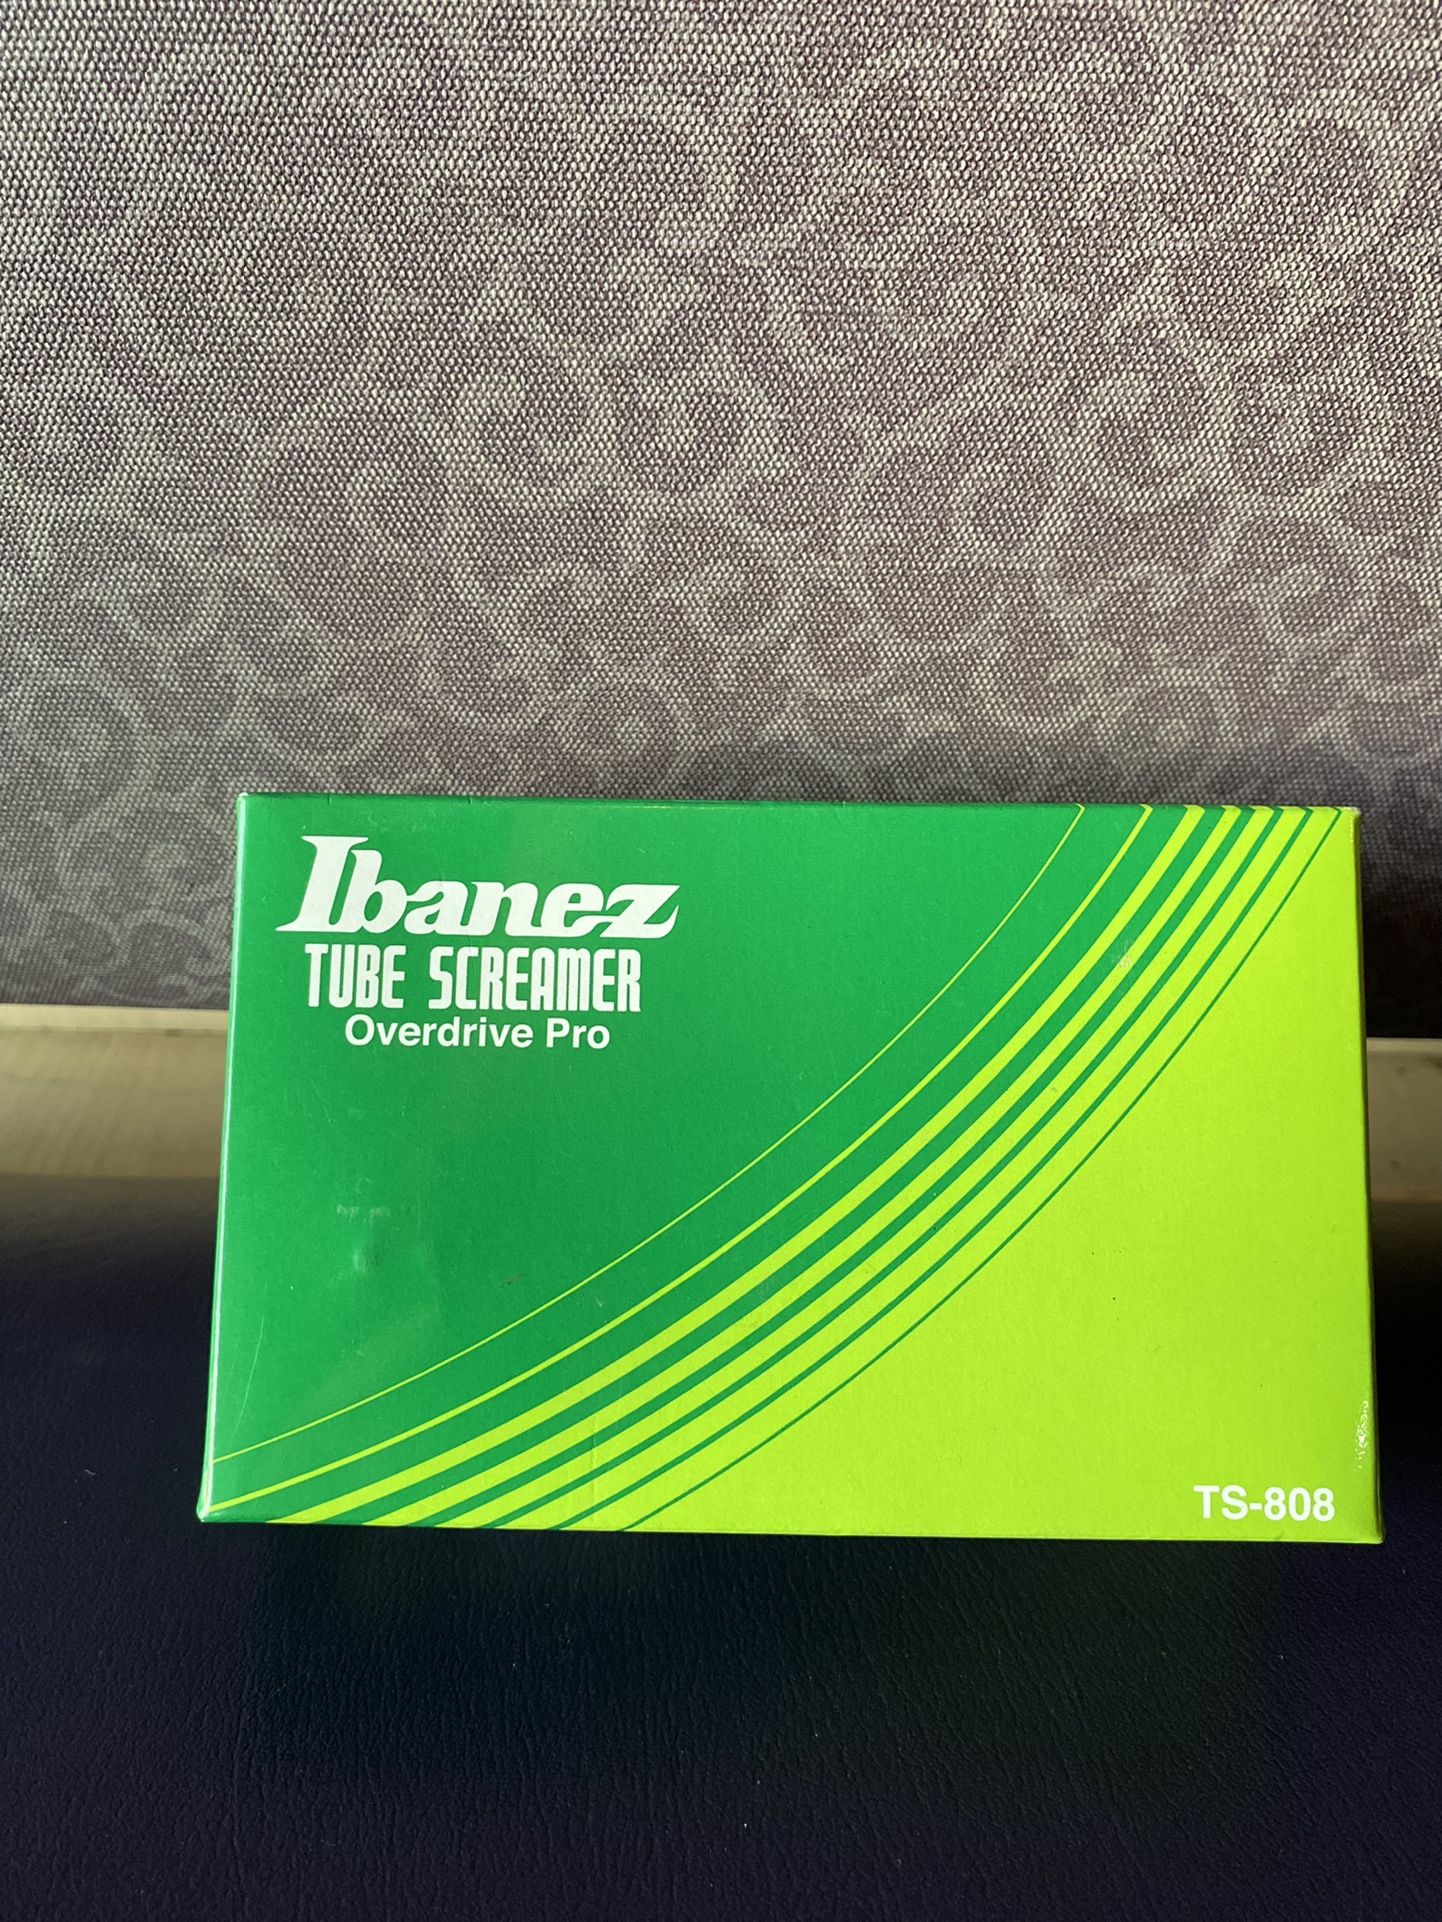 Ibanez
TUBE SCREAMER
Overdrive Pro
TS-808